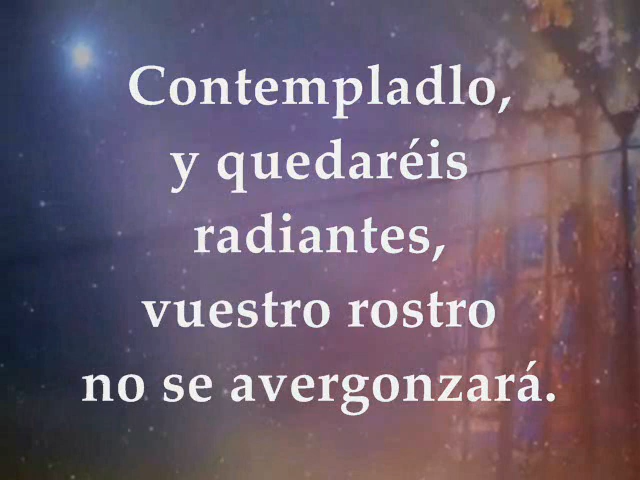 Contempladlo,
y quedaréis
radiantes,
vuestro rostro
no se avergonzará.